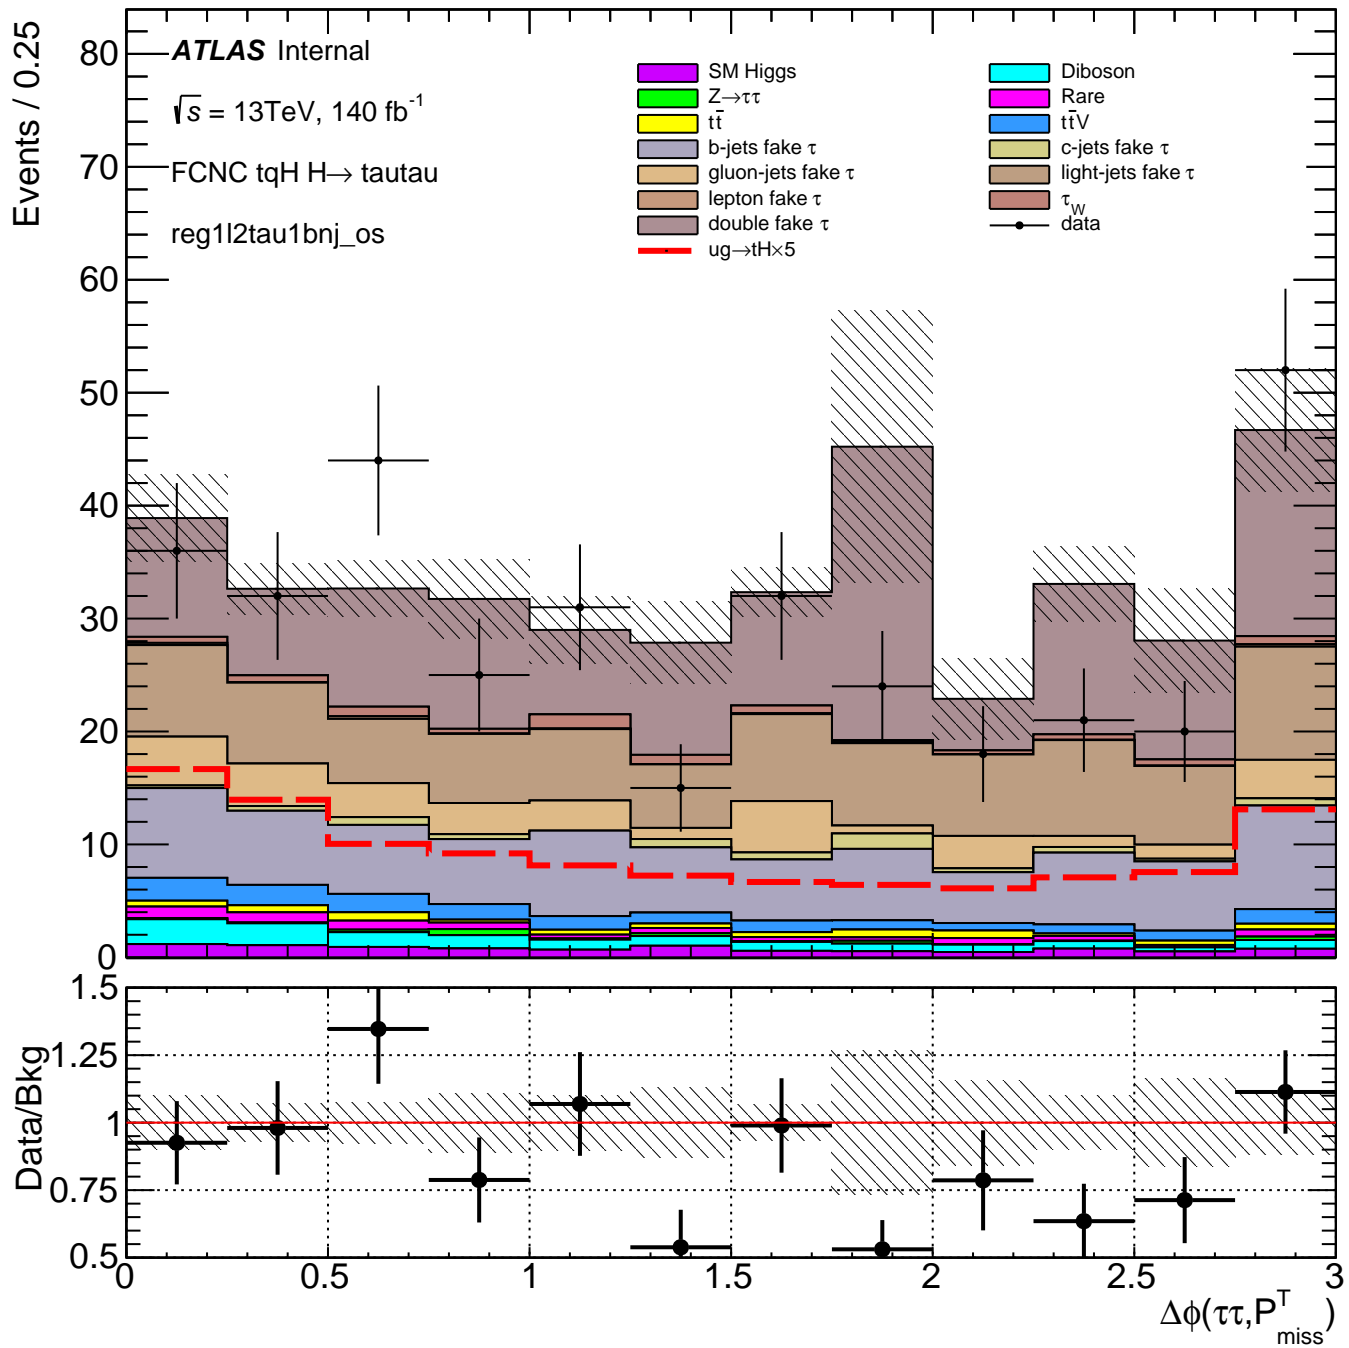 Events / 0.25
80
70
60
50
40
30
20
10
0
ATLAS Internal
√s = 13TeV, 140 fb⁻¹
FCNC tqH H→ tautau
reg1l2tau1bnj_os
SM Higgs
Z→ττ
tt̄
b-jets fake τ
gluon-jets fake τ
lepton fake τ
double fake τ
ug→tH×5
Diboson
Rare
tt̄V
c-jets fake τ
light-jets fake τ
τ_W
data
Data/Bkg
1.5
1.25
1
0.75
0.5
0 0.5 1 1.5 2 2.5 3
Δϕ(ττ,P^T_miss)